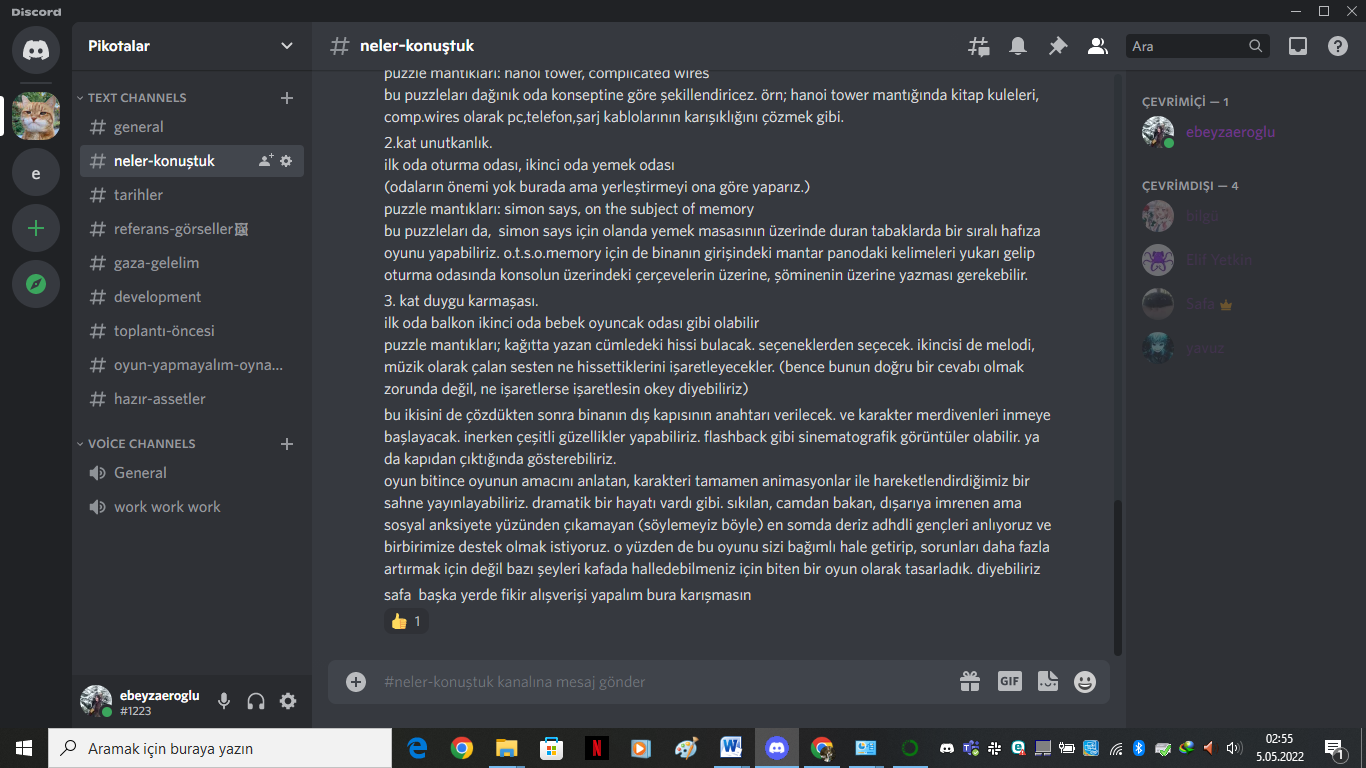 Discord
Pikotalar
neler-konuştuk
Ara
TEXT CHANNELS
general
neler-konuştuk
tarihler
referans-görseller
gaza-gelelim
development
toplantı-öncesi
oyun-yapmayalım-oyna...
hazır-assetler
VOİCE CHANNELS
General
work work work
e
ebeyzaeroglu
#1223
puzzle mantıkları: hanoi tower, complicated wires
bu puzzleları dağınık oda konseptine göre şekillendiricez. örn; hanoi tower mantığında kitap kuleleri,
comp.wires olarak pc,telefon,şarj kablolarının karışıklığını çözmek gibi.
2.kat unutkanlık.
ilk oda oturma odası, ikinci oda yemek odası
(odaların önemi yok burada ama yerleştirmeyi ona göre yaparız.)
puzzle mantıkları: simon says, on the subject of memory
bu puzzleları da,  simon says için olanda yemek masasının üzerinde duran tabaklarda bir sıralı hafıza
oyunu yapabiliriz. o.t.s.o.memory için de binanın girişindeki mantar panodaki kelimeleri yukarı gelip
oturma odasında konsolun üzerindeki çerçevelerin üzerine, şöminenin üzerine yazması gerekebilir.
3. kat duygu karmaşası.
ilk oda balkon ikinci oda bebek oyuncak odası gibi olabilir
puzzle mantıkları; kağıtta yazan cümledeki hissi bulacak. seçeneklerden seçecek. ikincisi de melodi,
müzik olarak çalan sesten ne hissettiklerini işaretleyecekler. (bence bunun doğru bir cevabı olmak
zorunda değil, ne işaretlerse işaretlesin okey diyebiliriz)
bu ikisini de çözdükten sonra binanın dış kapısının anahtarı verilecek. ve karakter merdivenleri inmeye
başlayacak. inerken çeşitli güzellikler yapabiliriz. flashback gibi sinematografik görüntüler olabilir. ya
da kapıdan çıktığında gösterebiliriz.
oyun bitince oyunun amacını anlatan, karakteri tamamen animasyonlar ile hareketlendirdiğimiz bir
sahne yayınlayabiliriz. dramatik bir hayatı vardı gibi. sıkılan, camdan bakan, dışarıya imrenen ama
sosyal anksiyete yüzünden çıkamayan (söylemeyiz böyle) en somda deriz adhdli gençleri anlıyoruz ve
birbirimize destek olmak istiyoruz. o yüzden de bu oyunu sizi bağımlı hale getirip, sorunları daha fazla
artırmak için değil bazı şeyleri kafada halledebilmeniz için biten bir oyun olarak tasarladık. diyebiliriz
safa  başka yerde fikir alışverişi yapalım bura karışmasın
1
#neler-konuştuk kanalına mesaj gönder
GIF
ÇEVRİMİÇİ — 1
ebeyzaeroglu
ÇEVRİMDIŞI — 4
bilgü
Elif Yetkin
Safa
yavuz
Aramak için buraya yazın
02:55
5.05.2022
1